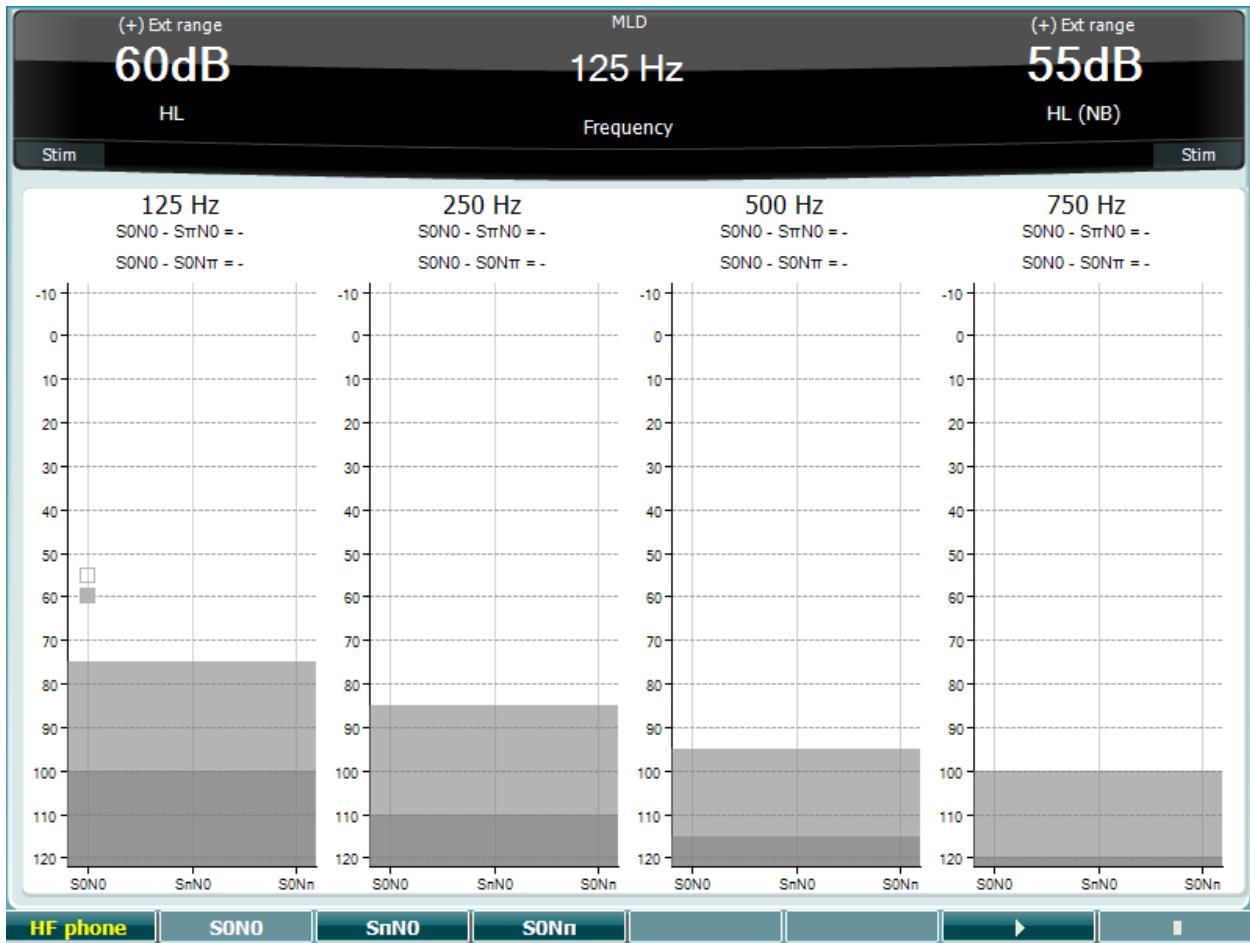 (+) Ext range MLD (+) Ext range
60dB 125 Hz 55dB
HL Frequency HL (NB)
Stim Stim
125 Hz 250 Hz 500 Hz 750 Hz
S0N0 - SπN0 = - S0N0 - SπN0 = - S0N0 - SπN0 = - S0N0 - SπN0 = -
S0N0 - S0Nπ = - S0N0 - S0Nπ = - S0N0 - S0Nπ = - S0N0 - S0Nπ = -
-10 -10 -10 -10
0 0 0 0
10 10 10 10
20 20 20 20
30 30 30 30
40 40 40 40
50 50 50 50
60 60 60 60
70 70 70 70
80 80 80 80
90 90 90 90
100 100 100 100
110 110 110 110
120 120 120 120
S0N0 SπN0 S0Nπ S0N0 SπN0 S0Nπ S0N0 SπN0 S0Nπ S0N0 SπN0 S0Nπ
HF phone S0N0 SπN0 S0Nπ